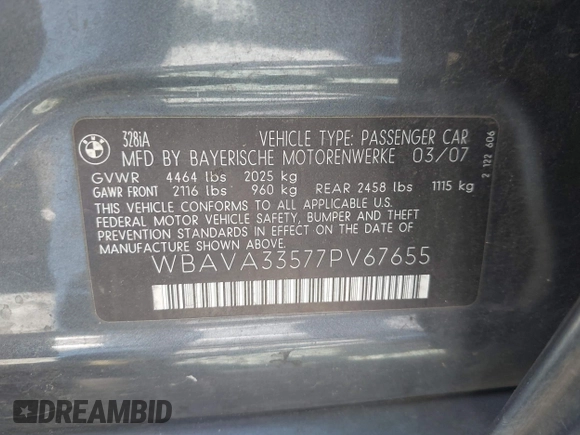 BMW
328iA VEHICLE TYPE: PASSENGER CAR
MFD BY BAYERISCHE MOTORENWERKE 03/07
GVWR 4464 lbs 2025 kg
GAWR FRONT 2116 lbs 960 kg REAR 2458 lbs 1115 kg
THIS VEHICLE CONFORMS TO ALL APPLICABLE U.S.
FEDERAL MOTOR VEHICLE SAFETY, BUMPER AND THEFT
PREVENTION STANDARDS IN EFFECT ON THE DATE OF
MANUFACTURE SHOWN ABOVE.
WBAVA33577PV67655
2 122 606
DREAMBID